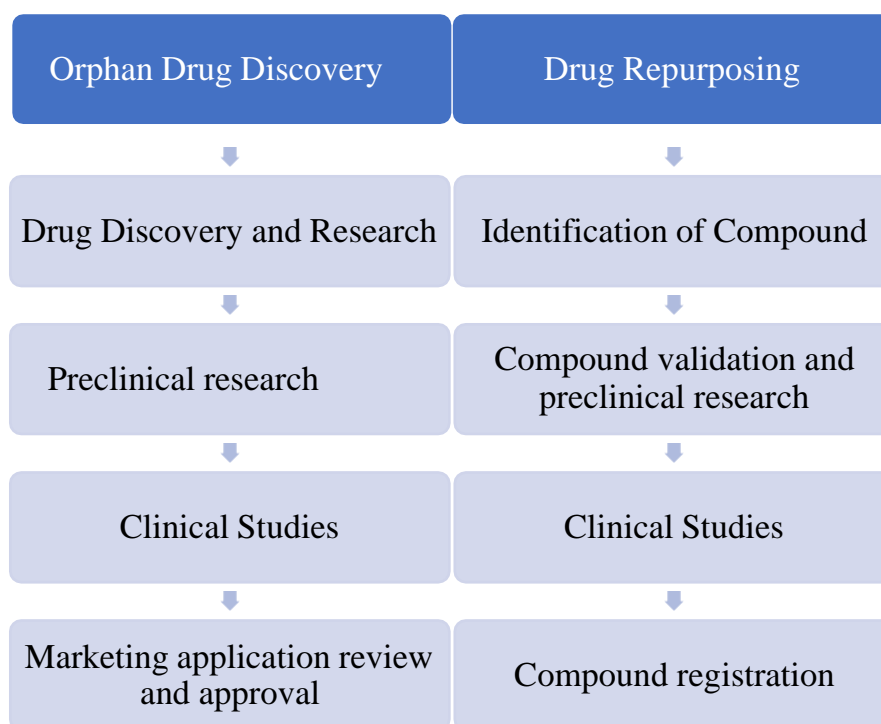 Orphan Drug Discovery
Drug Discovery and Research
Preclinical research
Clinical Studies
Marketing application review
and approval
Drug Repurposing
Identification of Compound
Compound validation and
preclinical research
Clinical Studies
Compound registration